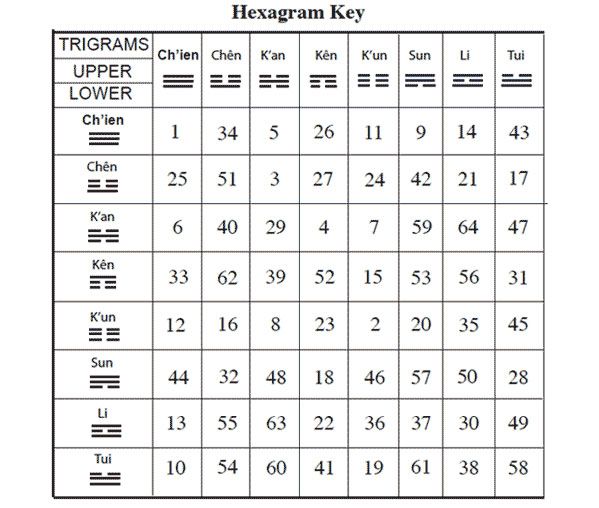 Hexagram Key
TRIGRAMS
UPPER
LOWER
Ch'ien Chên K'an Kên K'un Sun Li Tui
Ch'ien 1 34 5 26 11 9 14 43
Chên 25 51 3 27 24 42 21 17
K'an 6 40 29 4 7 59 64 47
Kên 33 62 39 52 15 53 56 31
K'un 12 16 8 23 2 20 35 45
Sun 44 32 48 18 46 57 50 28
Li 13 55 63 22 36 37 30 49
Tui 10 54 60 41 19 61 38 58